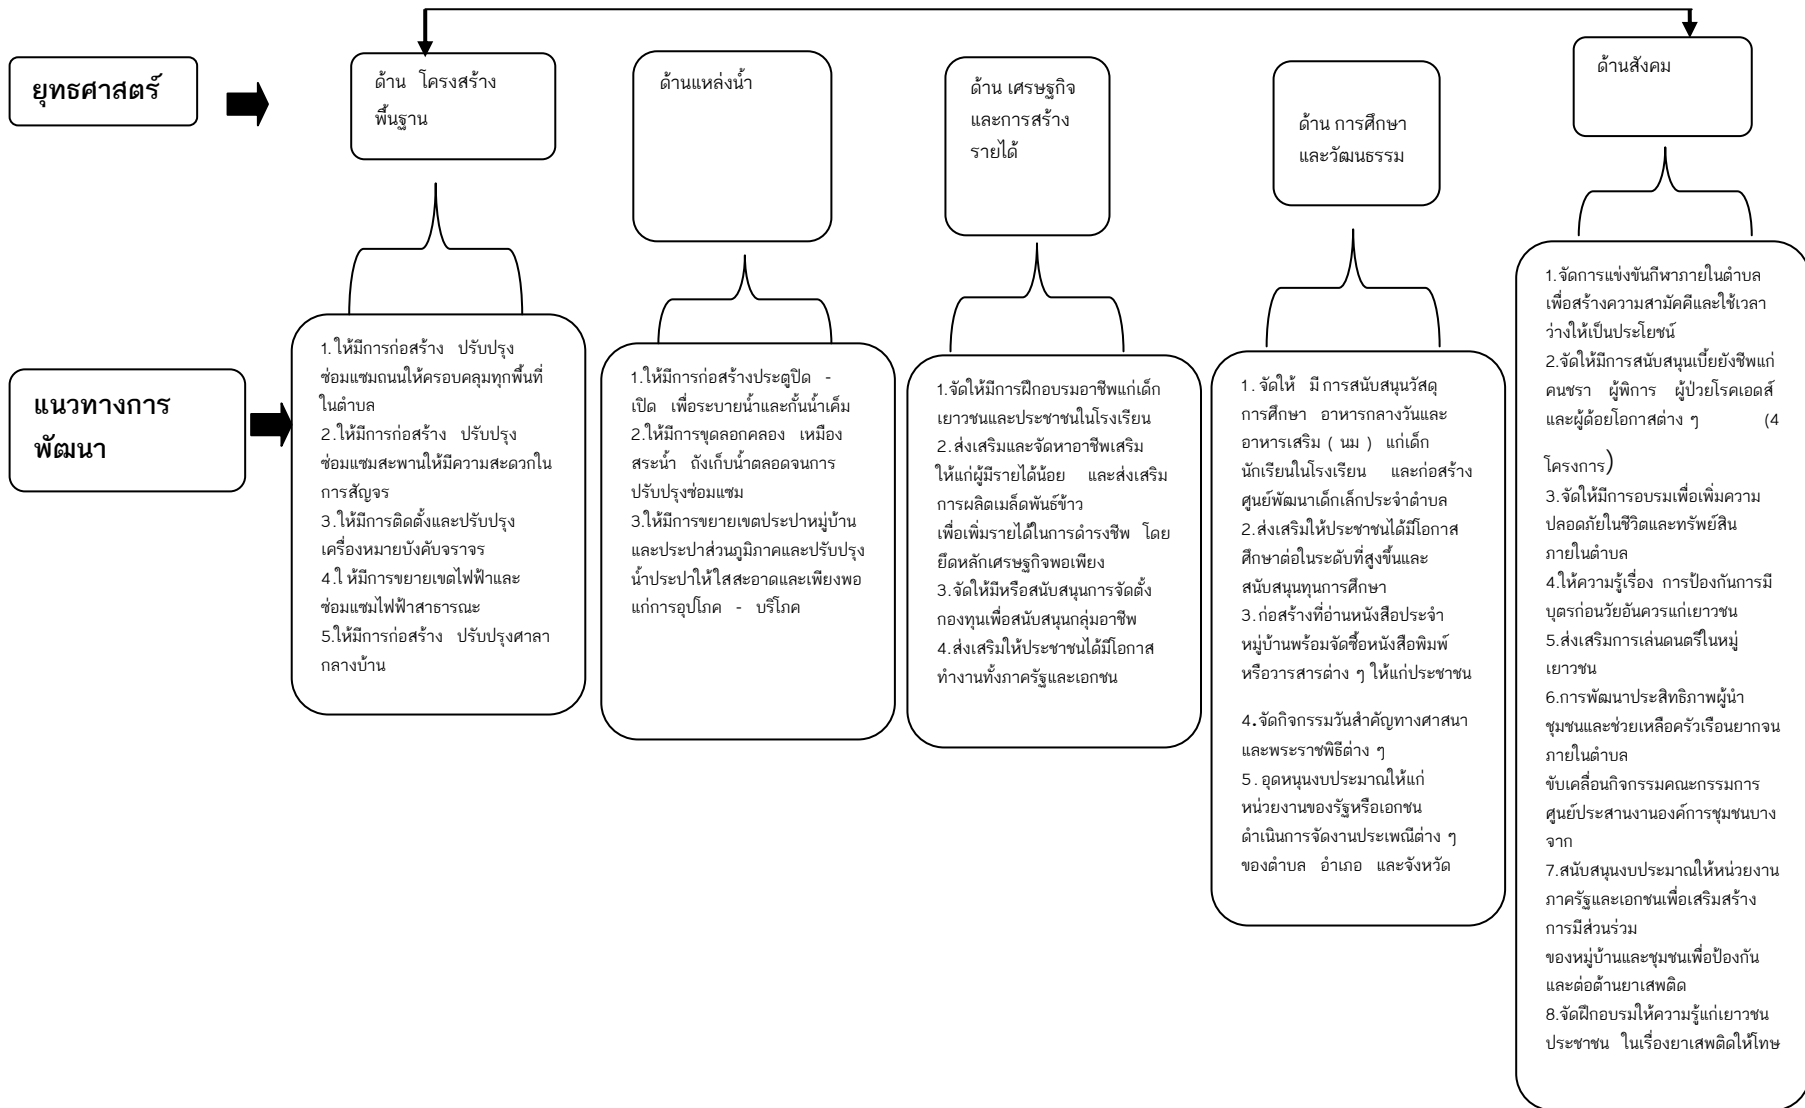 ยุทธศาสตร์
ด้าน โครงสร้าง
พื้นฐาน
ด้านแหล่งน้ำ
ด้าน เศรษฐกิจ
และการสร้าง
รายได้
ด้าน การศึกษา
และวัฒนธรรม
ด้านสังคม
แนวทางการ
พัฒนา
1.ให้มีการก่อสร้าง ปรับปรุง
ซ่อมแซมถนนให้ครอบคลุมทุกพื้นที่
ในตำบล
2.ให้มีการก่อสร้าง ปรับปรุง
ซ่อมแซมสะพานให้มีความสะดวกใน
การสัญจร
3.ให้มีการติดตั้งและปรับปรุง
เครื่องหมายบังคับจราจร
4.ให้มีการขยายเขตไฟฟ้าและ
ซ่อมแซมไฟฟ้าสาธารณะ
5.ให้มีการก่อสร้าง ปรับปรุงศาลา
กลางบ้าน
1.ให้มีการก่อสร้างประตูปิด -
เปิด เพื่อระบายน้ำและกั้นน้ำเค็ม
2.ให้มีการขุดลอกคลอง เหมือง
สระน้ำ ถังเก็บน้ำตลอดจนการ
ปรับปรุงซ่อมแซม
3.ให้มีการขยายเขตประปาหมู่บ้าน
และประปาส่วนภูมิภาคและปรับปรุง
น้ำประปาให้ใสสะอาดและเพียงพอ
แก่การอุปโภค - บริโภค
1.จัดให้มีการฝึกอบรมอาชีพแก่เด็ก
เยาวชนและประชาชนในโรงเรียน
2.ส่งเสริมและจัดหาอาชีพเสริม
ให้แก่ผู้มีรายได้น้อย และส่งเสริม
การผลิตเมล็ดพันธ์ข้าว
เพื่อเพิ่มรายได้ในการดำรงชีพ โดย
ยึดหลักเศรษฐกิจพอเพียง
3.จัดให้มีหรือสนับสนุนการจัดตั้ง
กองทุนเพื่อสนับสนุนกลุ่มอาชีพ
4.ส่งเสริมให้ประชาชนได้มีโอกาส
ทำงานทั้งภาครัฐและเอกชน
1. จัดให้ มี การสนับสนุนวัสดุ
การศึกษา อาหารกลางวันและ
อาหารเสริม ( นม ) แก่เด็ก
นักเรียนในโรงเรียน และก่อสร้าง
ศูนย์พัฒนาเด็กเล็กประจำตำบล
2.ส่งเสริมให้ประชาชนได้มีโอกาส
ศึกษาต่อในระดับที่สูงขึ้นและ
สนับสนุนทุนการศึกษา
3.ก่อสร้างที่อ่านหนังสือประจำ
หมู่บ้านพร้อมจัดซื้อหนังสือพิมพ์
หรือวารสารต่าง ๆ ให้แก่ประชาชน
4.จัดกิจกรรมวันสำคัญทางศาสนา
และพระราชพิธีต่าง ๆ
5. อุดหนุนงบประมาณให้แก่
หน่วยงานของรัฐหรือเอกชน
ดำเนินการจัดงานประเพณีต่าง ๆ
ของตำบล อำเภอ และจังหวัด
1.จัดการแข่งขันกีฬาภายในตำบล
เพื่อสร้างความสามัคคีและใช้เวลา
ว่างให้เป็นประโยชน์
2.จัดให้มีการสนับสนุนเบี้ยยังชีพแก่
คนชรา ผู้พิการ ผู้ป่วยโรคเอดส์
และผู้ด้อยโอกาสต่าง ๆ (4
โครงการ)
3.จัดให้มีการอบรมเพื่อเพิ่มความ
ปลอดภัยในชีวิตและทรัพย์สิน
ภายในตำบล
4.ให้ความรู้เรื่อง การป้องกันการมี
บุตรก่อนวัยอันควรแก่เยาวชน
5.ส่งเสริมการเล่นดนตรีในหมู่
เยาวชน
6.การพัฒนาประสิทธิภาพผู้นำ
ชุมชนและช่วยเหลือครัวเรือนยากจน
ภายในตำบล
ขับเคลื่อนกิจกรรมคณะกรรมการ
ศูนย์ประสานงานองค์การชุมชนบาง
จาก
7.สนับสนุนงบประมาณให้หน่วยงาน
ภาครัฐและเอกชนเพื่อเสริมสร้าง
การมีส่วนร่วม
ของหมู่บ้านและชุมชนเพื่อป้องกัน
และต่อต้านยาเสพติด
8.จัดฝึกอบรมให้ความรู้แก่เยาวชน
ประชาชน ในเรื่องยาเสพติดให้โทษ